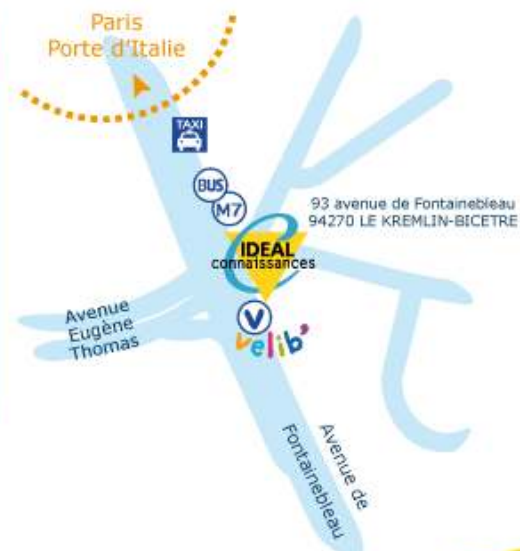 Paris
Porte d'Italie
TAXI
BUS
M7
93 avenue de Fontainebleau
94270 LE KREMLIN-BICETRE
IDEAL
connaissances
V
velib'
Avenue
Eugène
Thomas
Avenue de
Fontainebleau